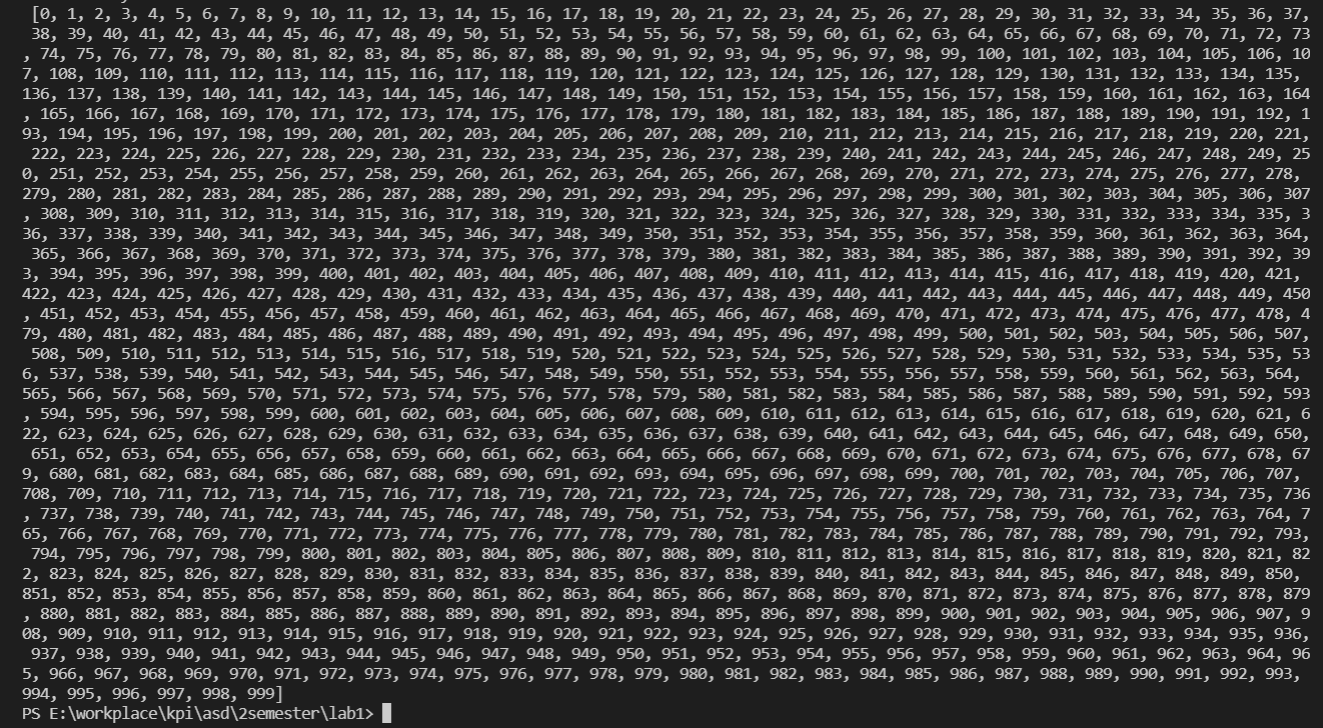 [0, 1, 2, 3, 4, 5, 6, 7, 8, 9, 10, 11, 12, 13, 14, 15, 16, 17, 18, 19, 20, 21, 22, 23, 24, 25, 26, 27, 28, 29, 30, 31, 32, 33, 34, 35, 36, 37,
38, 39, 40, 41, 42, 43, 44, 45, 46, 47, 48, 49, 50, 51, 52, 53, 54, 55, 56, 57, 58, 59, 60, 61, 62, 63, 64, 65, 66, 67, 68, 69, 70, 71, 72, 73
, 74, 75, 76, 77, 78, 79, 80, 81, 82, 83, 84, 85, 86, 87, 88, 89, 90, 91, 92, 93, 94, 95, 96, 97, 98, 99, 100, 101, 102, 103, 104, 105, 106, 10
7, 108, 109, 110, 111, 112, 113, 114, 115, 116, 117, 118, 119, 120, 121, 122, 123, 124, 125, 126, 127, 128, 129, 130, 131, 132, 133, 134, 135,
136, 137, 138, 139, 140, 141, 142, 143, 144, 145, 146, 147, 148, 149, 150, 151, 152, 153, 154, 155, 156, 157, 158, 159, 160, 161, 162, 163, 164
, 165, 166, 167, 168, 169, 170, 171, 172, 173, 174, 175, 176, 177, 178, 179, 180, 181, 182, 183, 184, 185, 186, 187, 188, 189, 190, 191, 192, 1
93, 194, 195, 196, 197, 198, 199, 200, 201, 202, 203, 204, 205, 206, 207, 208, 209, 210, 211, 212, 213, 214, 215, 216, 217, 218, 219, 220, 221,
222, 223, 224, 225, 226, 227, 228, 229, 230, 231, 232, 233, 234, 235, 236, 237, 238, 239, 240, 241, 242, 243, 244, 245, 246, 247, 248, 249, 25
0, 251, 252, 253, 254, 255, 256, 257, 258, 259, 260, 261, 262, 263, 264, 265, 266, 267, 268, 269, 270, 271, 272, 273, 274, 275, 276, 277, 278,
279, 280, 281, 282, 283, 284, 285, 286, 287, 288, 289, 290, 291, 292, 293, 294, 295, 296, 297, 298, 299, 300, 301, 302, 303, 304, 305, 306, 307
, 308, 309, 310, 311, 312, 313, 314, 315, 316, 317, 318, 319, 320, 321, 322, 323, 324, 325, 326, 327, 328, 329, 330, 331, 332, 333, 334, 335, 3
36, 337, 338, 339, 340, 341, 342, 343, 344, 345, 346, 347, 348, 349, 350, 351, 352, 353, 354, 355, 356, 357, 358, 359, 360, 361, 362, 363, 364,
365, 366, 367, 368, 369, 370, 371, 372, 373, 374, 375, 376, 377, 378, 379, 380, 381, 382, 383, 384, 385, 386, 387, 388, 389, 390, 391, 392, 39
3, 394, 395, 396, 397, 398, 399, 400, 401, 402, 403, 404, 405, 406, 407, 408, 409, 410, 411, 412, 413, 414, 415, 416, 417, 418, 419, 420, 421,
422, 423, 424, 425, 426, 427, 428, 429, 430, 431, 432, 433, 434, 435, 436, 437, 438, 439, 440, 441, 442, 443, 444, 445, 446, 447, 448, 449, 450
, 451, 452, 453, 454, 455, 456, 457, 458, 459, 460, 461, 462, 463, 464, 465, 466, 467, 468, 469, 470, 471, 472, 473, 474, 475, 476, 477, 478, 4
79, 480, 481, 482, 483, 484, 485, 486, 487, 488, 489, 490, 491, 492, 493, 494, 495, 496, 497, 498, 499, 500, 501, 502, 503, 504, 505, 506, 507,
508, 509, 510, 511, 512, 513, 514, 515, 516, 517, 518, 519, 520, 521, 522, 523, 524, 525, 526, 527, 528, 529, 530, 531, 532, 533, 534, 535, 53
6, 537, 538, 539, 540, 541, 542, 543, 544, 545, 546, 547, 548, 549, 550, 551, 552, 553, 554, 555, 556, 557, 558, 559, 560, 561, 562, 563, 564,
565, 566, 567, 568, 569, 570, 571, 572, 573, 574, 575, 576, 577, 578, 579, 580, 581, 582, 583, 584, 585, 586, 587, 588, 589, 590, 591, 592, 593
, 594, 595, 596, 597, 598, 599, 600, 601, 602, 603, 604, 605, 606, 607, 608, 609, 610, 611, 612, 613, 614, 615, 616, 617, 618, 619, 620, 621, 6
22, 623, 624, 625, 626, 627, 628, 629, 630, 631, 632, 633, 634, 635, 636, 637, 638, 639, 640, 641, 642, 643, 644, 645, 646, 647, 648, 649, 650,
651, 652, 653, 654, 655, 656, 657, 658, 659, 660, 661, 662, 663, 664, 665, 666, 667, 668, 669, 670, 671, 672, 673, 674, 675, 676, 677, 678, 67
9, 680, 681, 682, 683, 684, 685, 686, 687, 688, 689, 690, 691, 692, 693, 694, 695, 696, 697, 698, 699, 700, 701, 702, 703, 704, 705, 706, 707,
708, 709, 710, 711, 712, 713, 714, 715, 716, 717, 718, 719, 720, 721, 722, 723, 724, 725, 726, 727, 728, 729, 730, 731, 732, 733, 734, 735, 736
, 737, 738, 739, 740, 741, 742, 743, 744, 745, 746, 747, 748, 749, 750, 751, 752, 753, 754, 755, 756, 757, 758, 759, 760, 761, 762, 763, 764, 7
65, 766, 767, 768, 769, 770, 771, 772, 773, 774, 775, 776, 777, 778, 779, 780, 781, 782, 783, 784, 785, 786, 787, 788, 789, 790, 791, 792, 793,
794, 795, 796, 797, 798, 799, 800, 801, 802, 803, 804, 805, 806, 807, 808, 809, 810, 811, 812, 813, 814, 815, 816, 817, 818, 819, 820, 821, 82
2, 823, 824, 825, 826, 827, 828, 829, 830, 831, 832, 833, 834, 835, 836, 837, 838, 839, 840, 841, 842, 843, 844, 845, 846, 847, 848, 849, 850,
851, 852, 853, 854, 855, 856, 857, 858, 859, 860, 861, 862, 863, 864, 865, 866, 867, 868, 869, 870, 871, 872, 873, 874, 875, 876, 877, 878, 879
, 880, 881, 882, 883, 884, 885, 886, 887, 888, 889, 890, 891, 892, 893, 894, 895, 896, 897, 898, 899, 900, 901, 902, 903, 904, 905, 906, 907, 9
08, 909, 910, 911, 912, 913, 914, 915, 916, 917, 918, 919, 920, 921, 922, 923, 924, 925, 926, 927, 928, 929, 930, 931, 932, 933, 934, 935, 936,
937, 938, 939, 940, 941, 942, 943, 944, 945, 946, 947, 948, 949, 950, 951, 952, 953, 954, 955, 956, 957, 958, 959, 960, 961, 962, 963, 964, 96
5, 966, 967, 968, 969, 970, 971, 972, 973, 974, 975, 976, 977, 978, 979, 980, 981, 982, 983, 984, 985, 986, 987, 988, 989, 990, 991, 992, 993,
994, 995, 996, 997, 998, 999]
PS E:\workplace\kpi\asd\2semester\lab1>